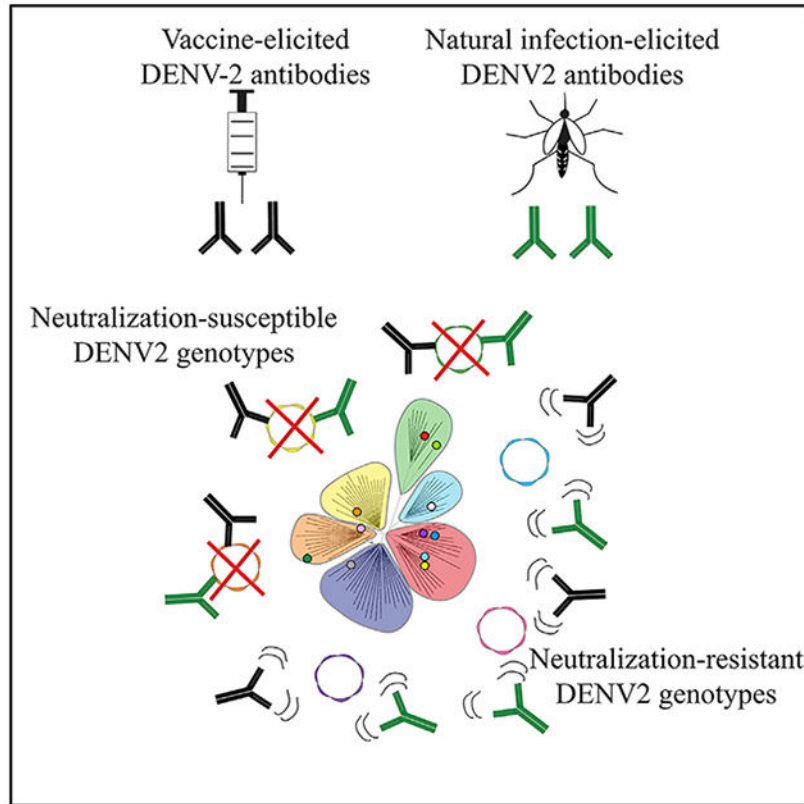 Vaccine-elicited
DENV-2 antibodies
Natural infection-elicited
DENV2 antibodies
Neutralization-susceptible
DENV2 genotypes
Neutralization-resistant
DENV2 genotypes